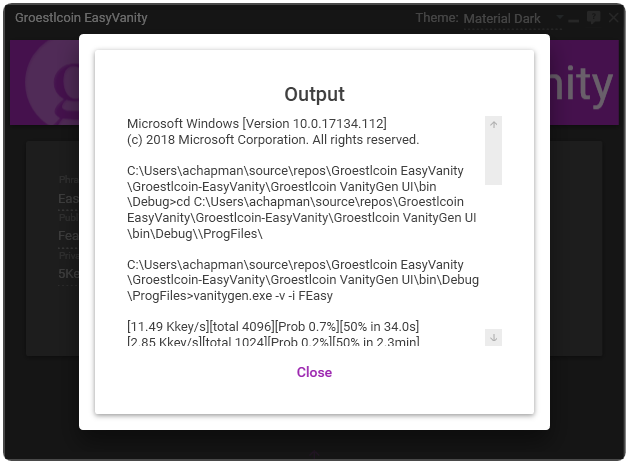 Groestlcoin EasyVanity
Theme: Material Dark
nity
Output
Microsoft Windows [Version 10.0.17134.112]
(c) 2018 Microsoft Corporation. All rights reserved.
C:\Users\achapman\source\repos\Groestlcoin EasyVanity
\Groestlcoin-EasyVanity\Groestlcoin VanityGen UI\bin
\Debug>cd C:\Users\achapman\source\repos\Groestlcoin
EasyVanity\Groestlcoin-EasyVanity\Groestlcoin VanityGen UI
\bin\Debug\\ProgFiles\
C:\Users\achapman\source\repos\Groestlcoin EasyVanity
\Groestlcoin-EasyVanity\Groestlcoin VanityGen UI\bin\Debug
\ProgFiles>vanitygen.exe -v -i FEasy
[11.49 Kkey/s][total 4096][Prob 0.7%][50% in 34.0s]
[2.85 Kkey/s][total 1024][Prob 0.2%][50% in 2.3min]
Phr
Eas
Publ
Fea
Priv
5Ke
Close